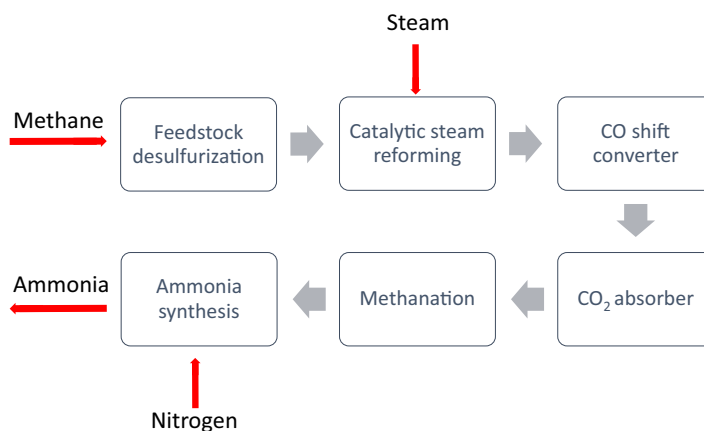 Steam
Methane
Feedstock
desulfurization
Catalytic steam
reforming
CO shift
converter
Ammonia
Ammonia
synthesis
Methanation
CO₂ absorber
Nitrogen